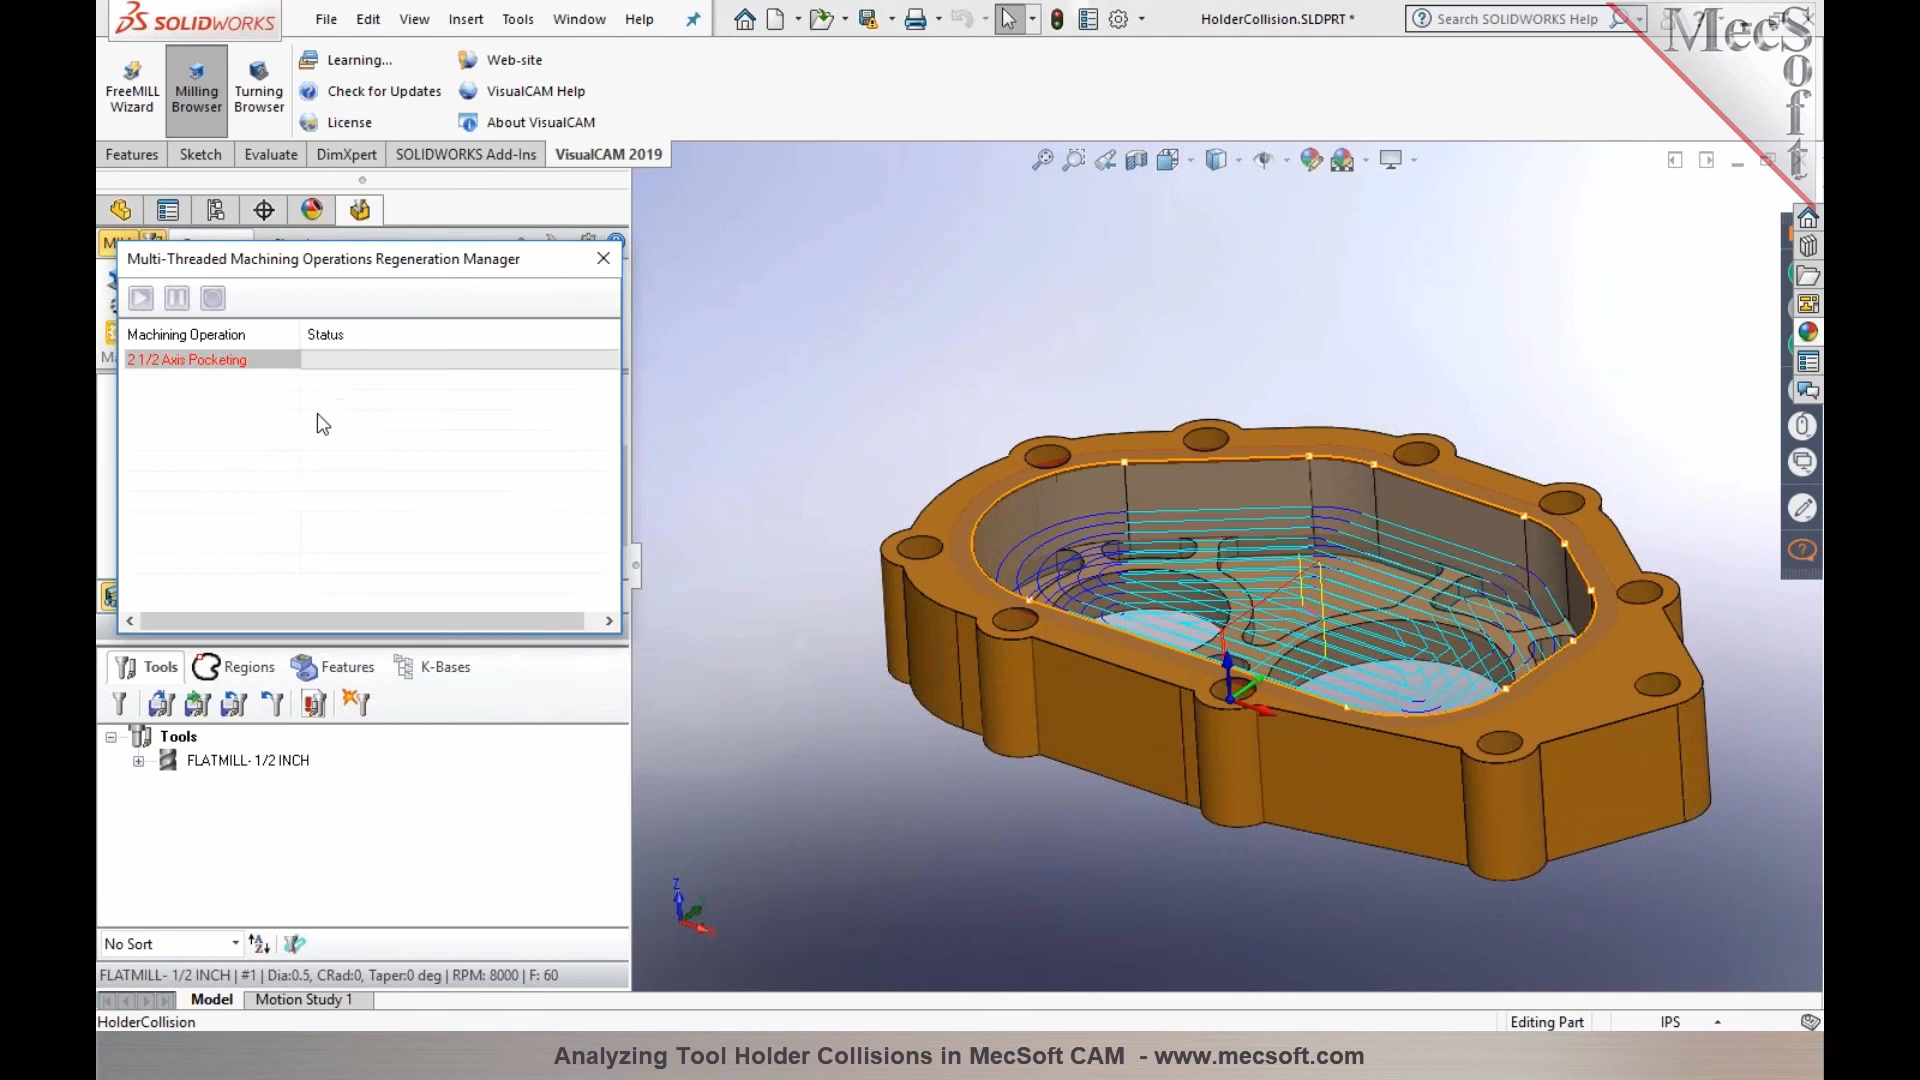 SOLIDWORKS
File Edit View Insert Tools Window Help
HolderCollision.SLDPRT *
Search SOLIDWORKS Help
MecSoft
FreeMILL Wizard
Milling Browser
Turning Browser
Learning...
Check for Updates
License
Web-site
VisualCAM Help
About VisualCAM
Features Sketch Evaluate DimXpert SOLIDWORKS Add-Ins VisualCAM 2019
Multi-Threaded Machining Operations Regeneration Manager
Machining Operation Status
2 1/2 Axis Pocketing
Tools Regions Features K-Bases
Tools
FLATMILL- 1/2 INCH
Z
No Sort
FLATMILL- 1/2 INCH | #1 | Dia:0.5, CRad:0, Taper:0 deg | RPM: 8000 | F: 60
Model Motion Study 1
HolderCollision
Editing Part IPS
Analyzing Tool Holder Collisions in MecSoft CAM - www.mecsoft.com